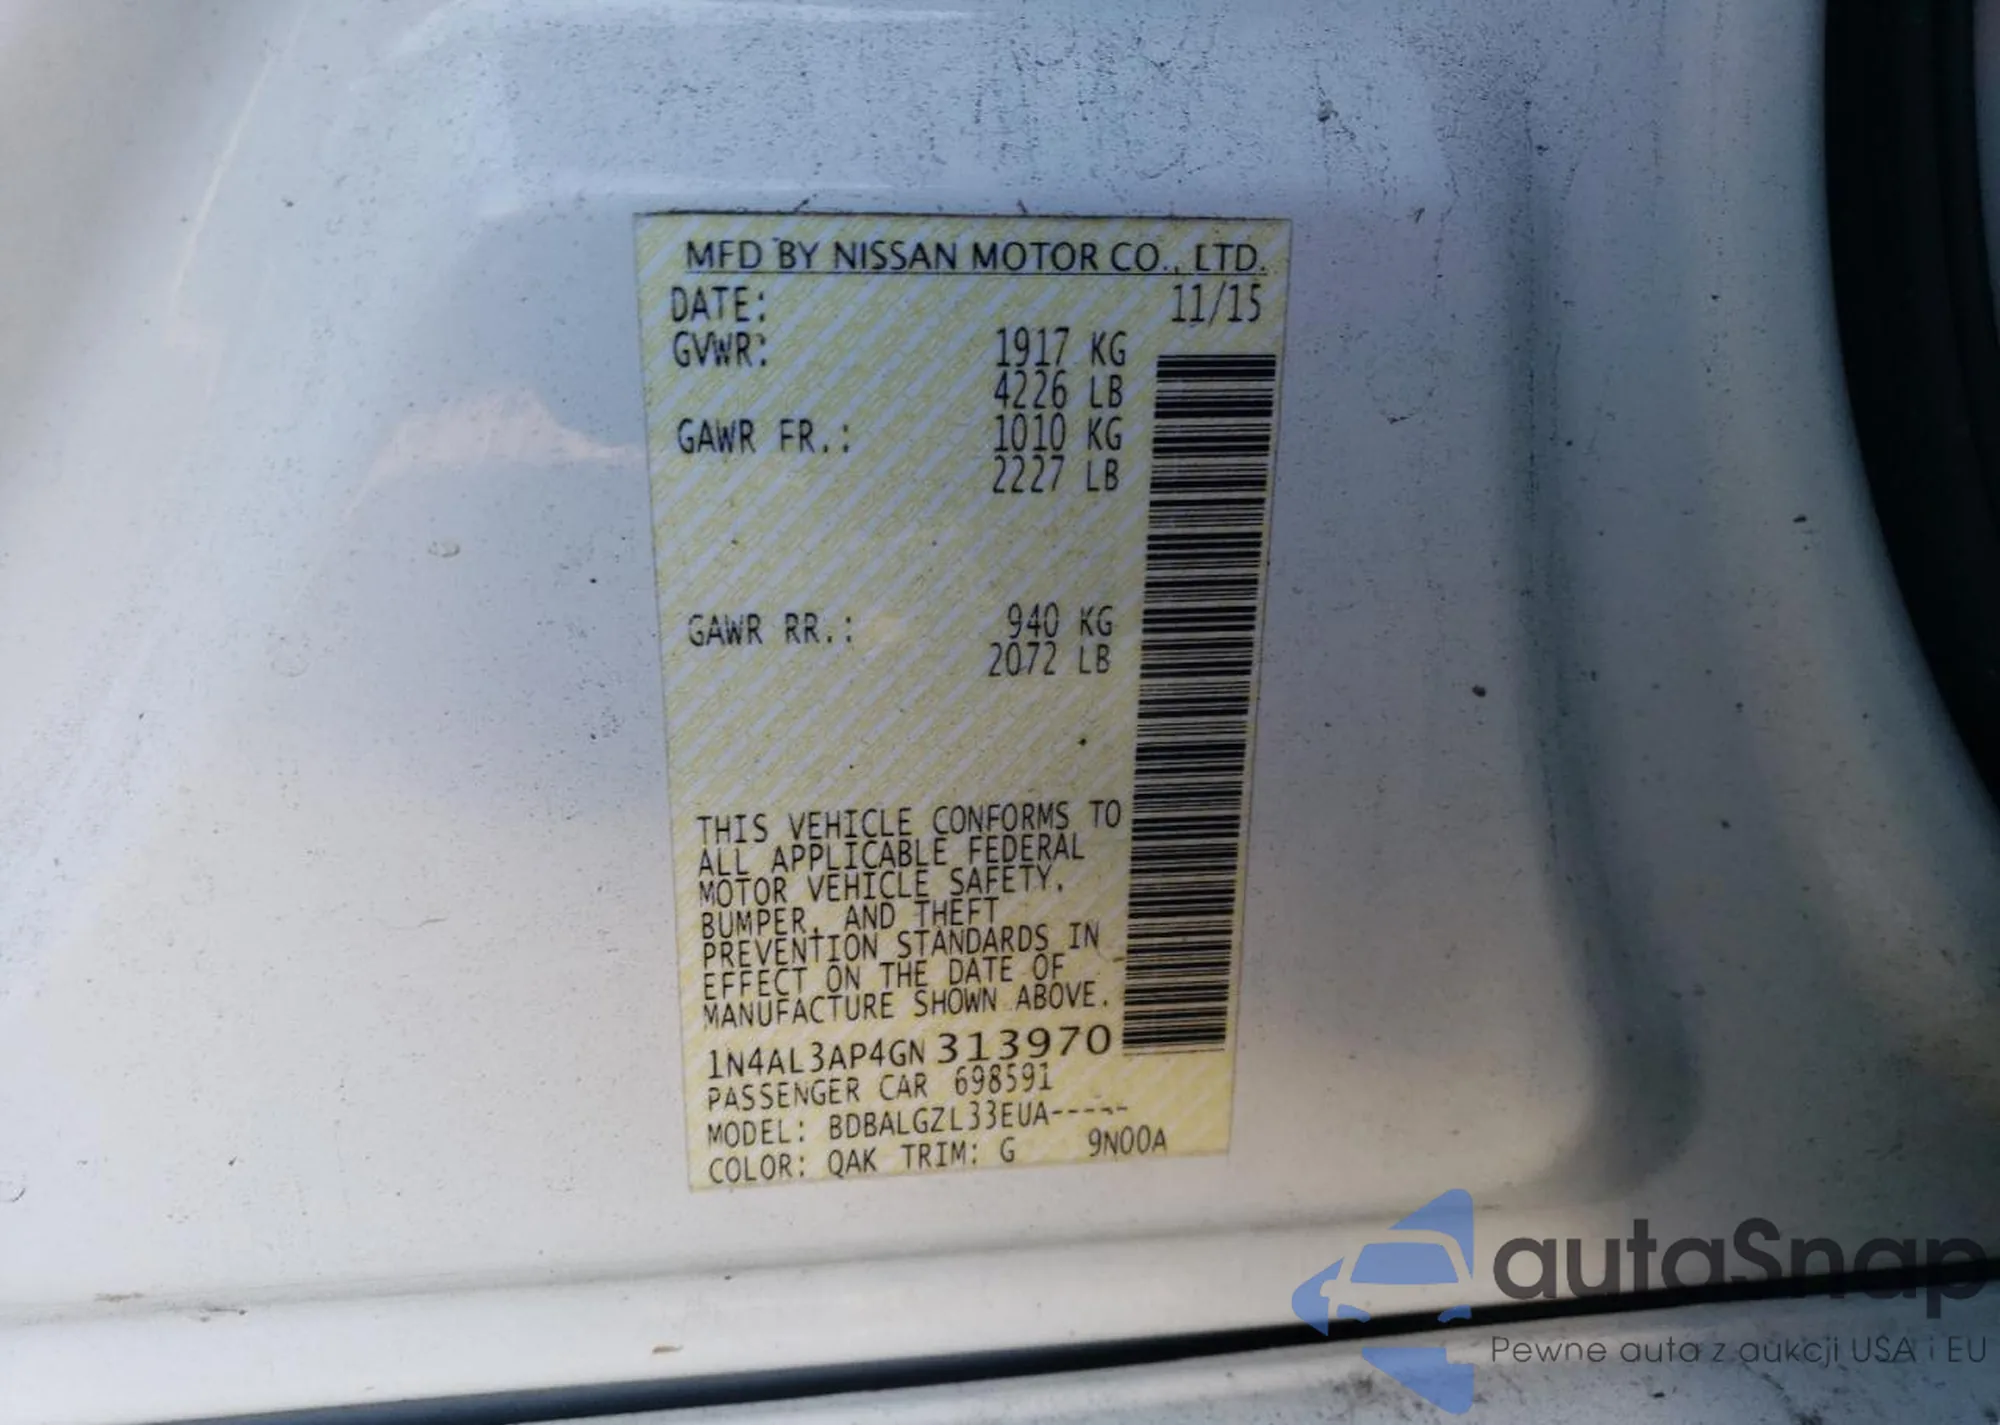 MFD BY NISSAN MOTOR CO., LTD.
DATE: 11/15
GVWR: 1917 KG
4226 LB
GAWR FR.: 1010 KG
2227 LB
GAWR RR.: 940 KG
2072 LB
THIS VEHICLE CONFORMS TO
ALL APPLICABLE FEDERAL
MOTOR VEHICLE SAFETY,
BUMPER, AND THEFT
PREVENTION STANDARDS IN
EFFECT ON THE DATE OF
MANUFACTURE SHOWN ABOVE.
1N4AL3AP4GN 313970
PASSENGER CAR 698591
MODEL: BDBALGZL33EUA-----
COLOR: QAK TRIM: G 9N00A
autaSnap
Pewne auta z aukcji USA i EU